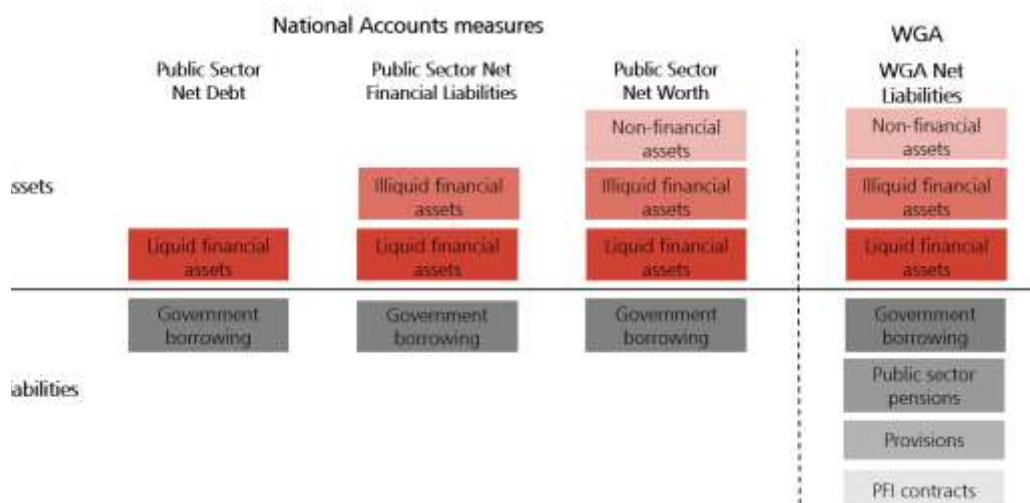 National Accounts measures
WGA
Public Sector
Net Debt
Public Sector Net
Financial Liabilities
Public Sector
Net Worth
WGA Net
Liabilities
Non-financial
assets
Non-financial
assets
ssets
Illiquid financial
assets
Illiquid financial
assets
Illiquid financial
assets
Liquid financial
assets
Liquid financial
assets
Liquid financial
assets
Liquid financial
assets
Government
borrowing
Government
borrowing
Government
borrowing
Government
borrowing
iabilities
Public sector
pensions
Provisions
PFI contracts